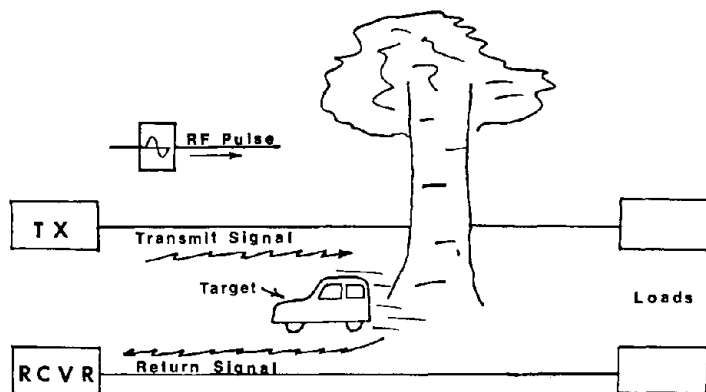 RF Pulse
TX
Transmit Signal
Target
Loads
RCVR
Return Signal